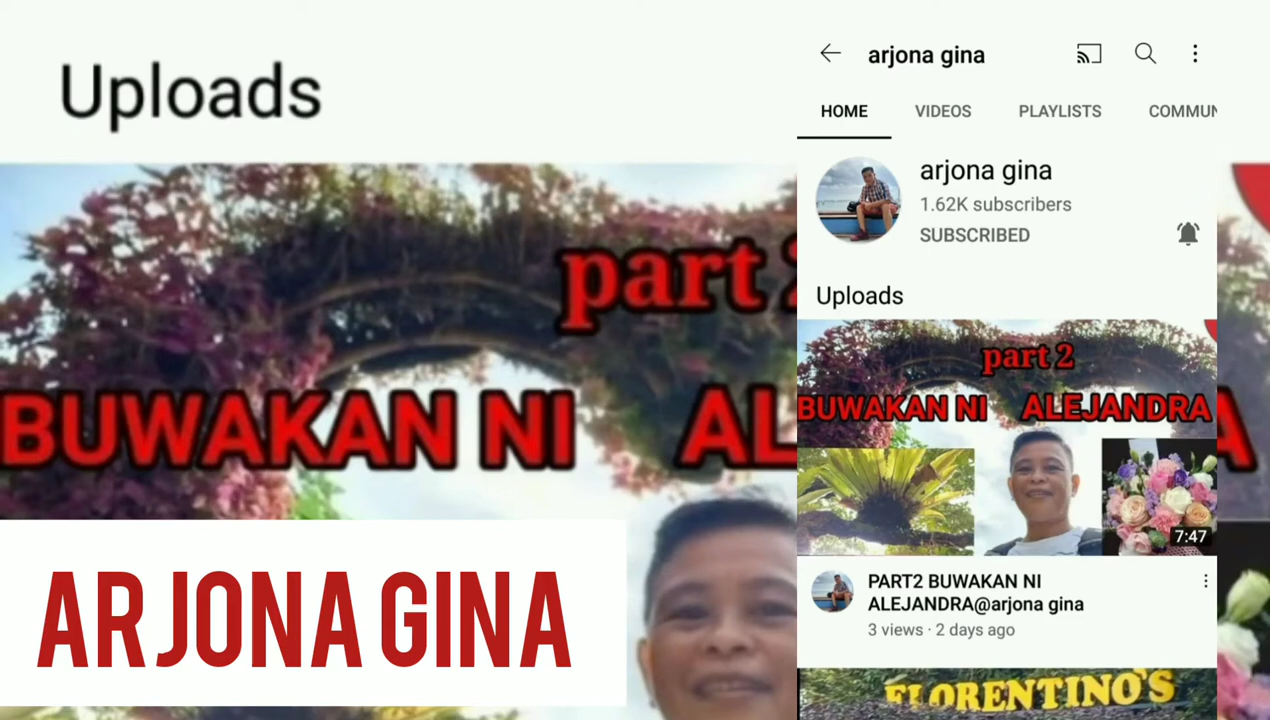 Uploads
part 2
BUWAKAN NI AL
ARJONA GINA
arjona gina
HOME VIDEOS PLAYLISTS COMMUN
arjona gina
1.62K subscribers
SUBSCRIBED
Uploads
part 2
BUWAKAN NI ALEJANDRA
7:47
PART2 BUWAKAN NI
ALEJANDRA@arjona gina
3 views · 2 days ago
FLORENTINO'S
A